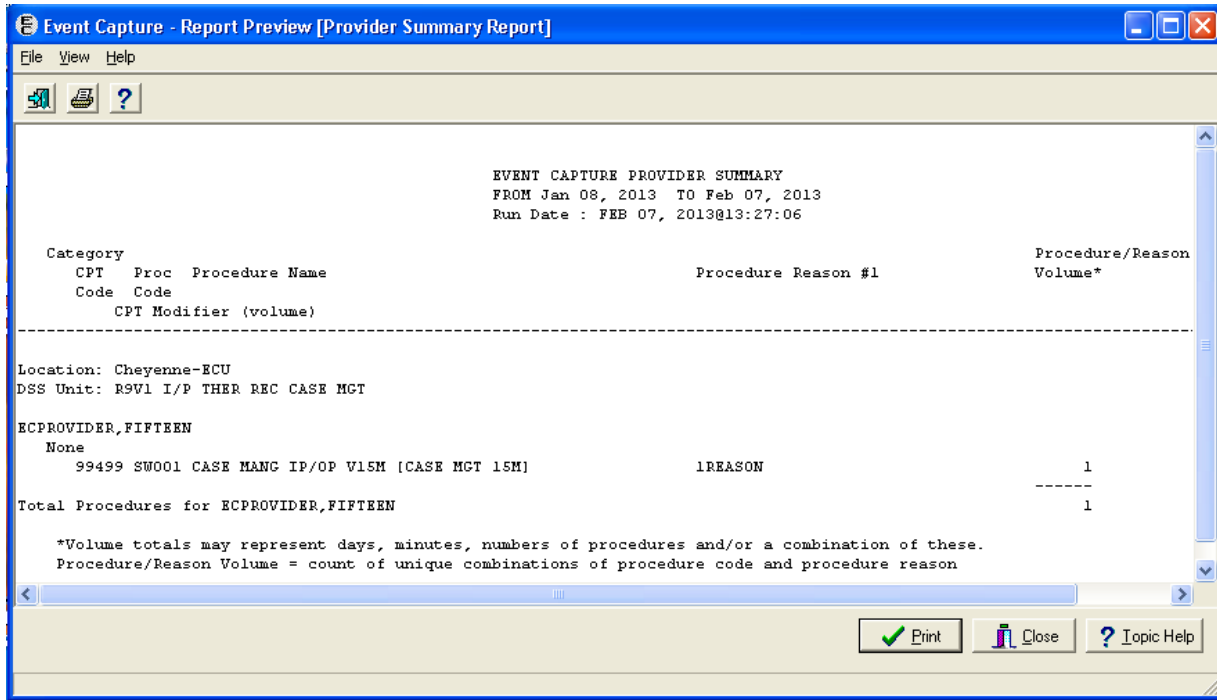 Event Capture - Report Preview [Provider Summary Report]
File View Help
EVENT CAPTURE PROVIDER SUMMARY
FROM Jan 08, 2013 TO Feb 07, 2013
Run Date : FEB 07, 2013@13:27:06
Category Procedure/Reason
CPT Proc Procedure Name Procedure Reason #1 Volume*
Code Code
CPT Modifier (volume)
Location: Cheyenne-ECU
DSS Unit: R9V1 I/P THER REC CASE MGT
ECPROVIDER,FIFTEEN
None
99499 SW001 CASE MANG IP/OP V15M [CASE MGT 15M] 1REASON 1
Total Procedures for ECPROVIDER,FIFTEEN 1
*Volume totals may represent days, minutes, numbers of procedures and/or a combination of these.
Procedure/Reason Volume = count of unique combinations of procedure code and procedure reason
Print Close ? Topic Help